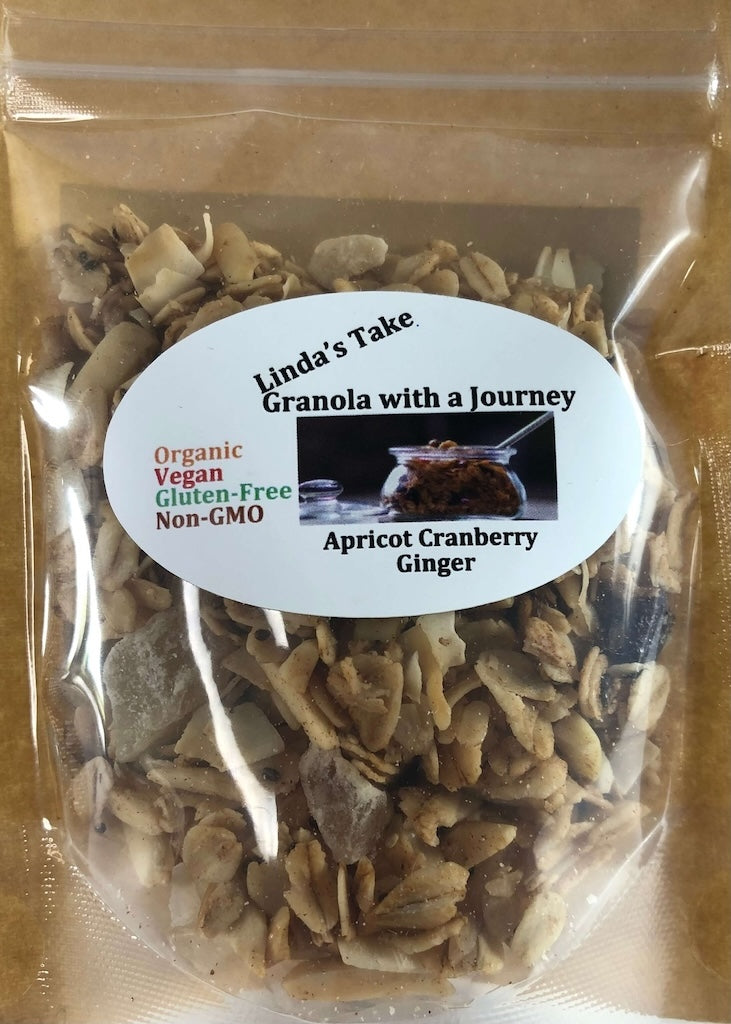 Linda's Take
Granola with a Journey
Organic
Vegan
Gluten-Free
Non-GMO
Apricot Cranberry
Ginger